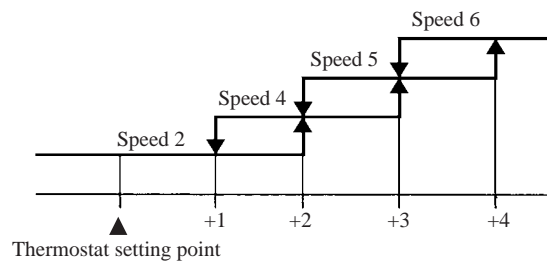 Speed 6
Speed 5
Speed 4
Speed 2
+1 +2 +3 +4
Thermostat setting point